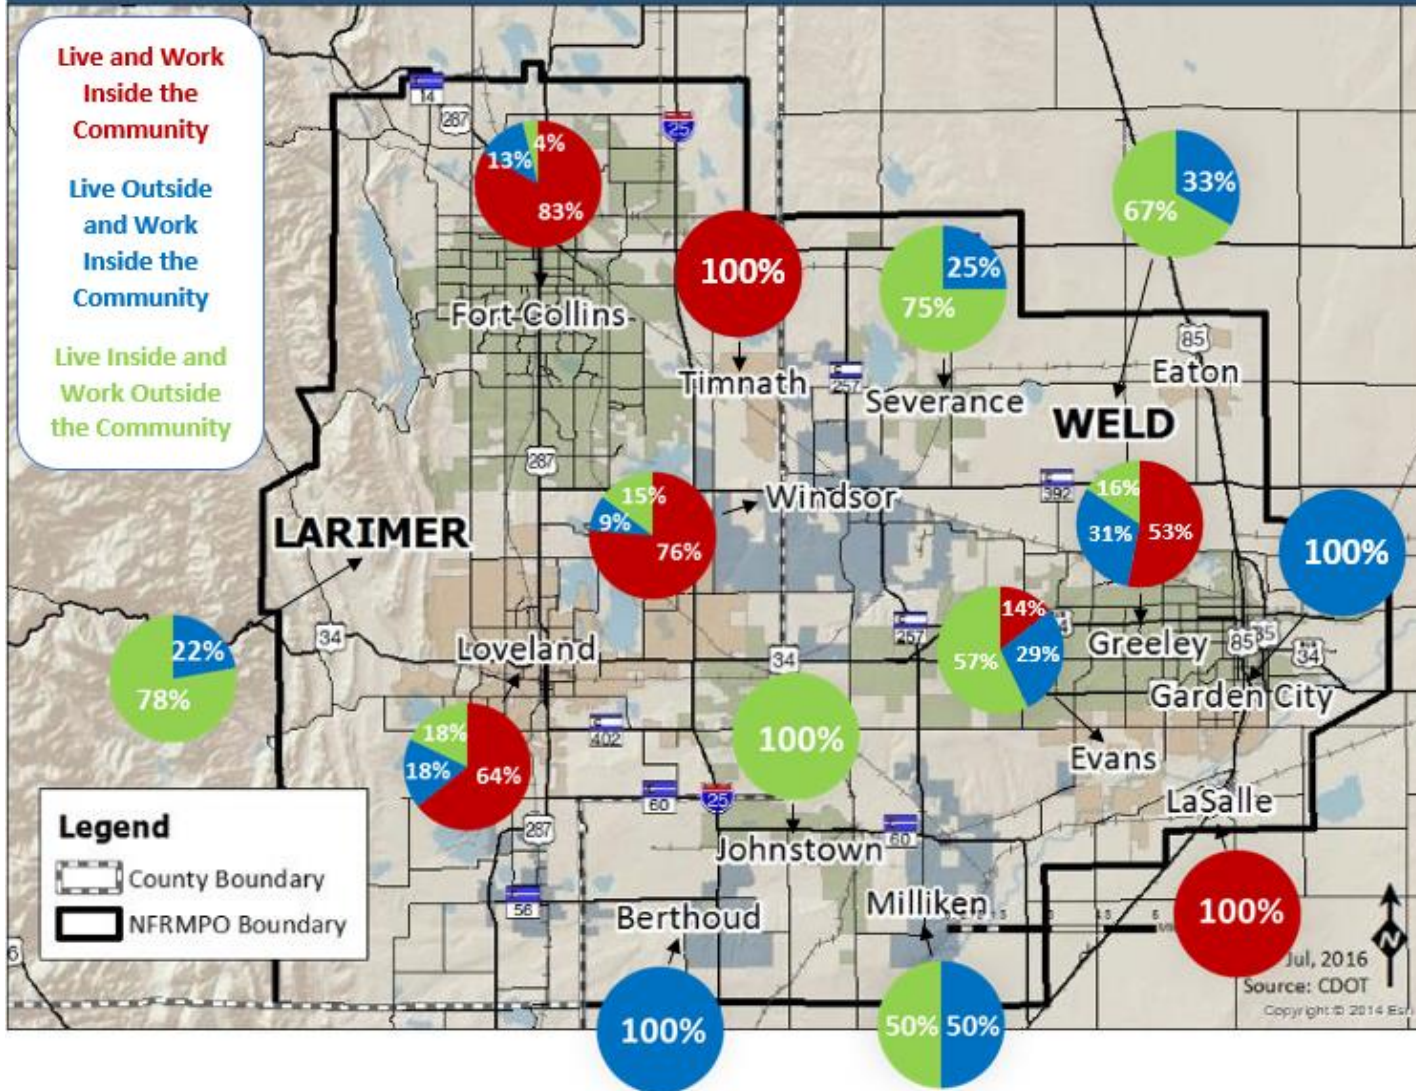 Live and Work
Inside the
Community
Live Outside
and Work
Inside the
Community
Live Inside and
Work Outside
the Community
14
287
25
4%
13%
83%
33%
67%
100%
25%
75%
Fort Collins
85
Timnath
257
Severance
Eaton
WELD
287
392
15%
9%
76%
Windsor
16%
31%
53%
LARIMER
100%
14%
57%
29%
257
34
22%
78%
Loveland
34
Greeley
85
34
Garden City
18%
18%
64%
402
100%
Evans
60
25
LaSalle
287
Johnstown
60
Legend
County Boundary
NFRMPO Boundary
56
Berthoud
Milliken
100%
6
Jul, 2016
Source: CDOT
Copyright:© 2014 Esri
100%
50%
50%